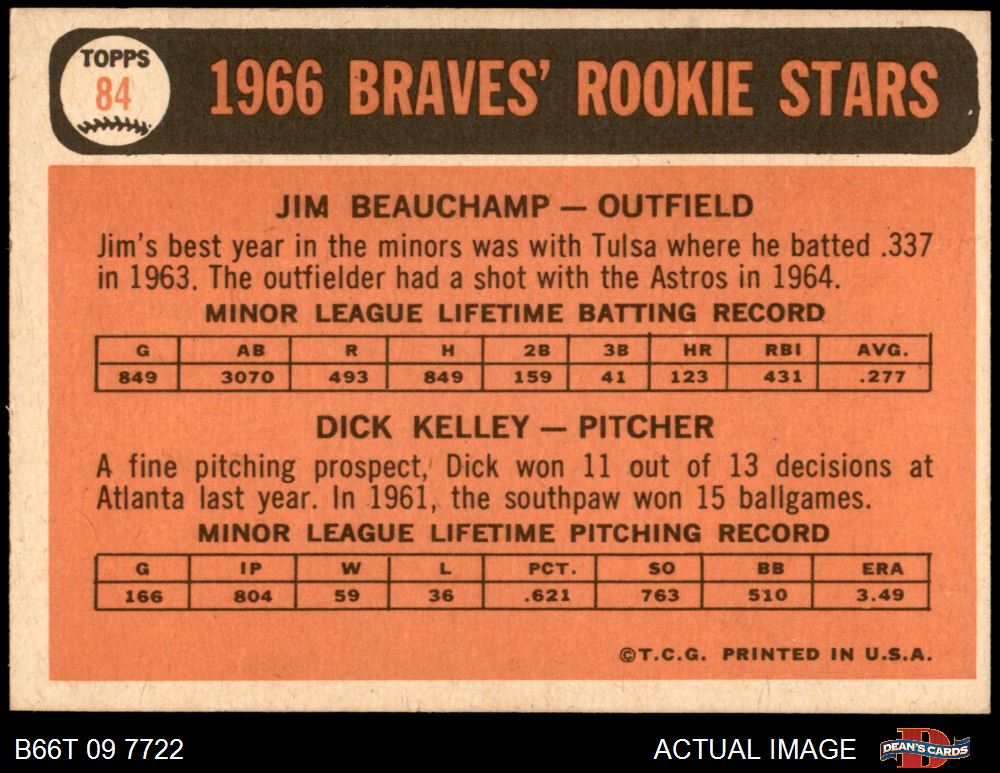 TOPPS
84
1966 BRAVES' ROOKIE STARS
JIM BEAUCHAMP — OUTFIELD
Jim's best year in the minors was with Tulsa where he batted .337
in 1963. The outfielder had a shot with the Astros in 1964.
MINOR LEAGUE LIFETIME BATTING RECORD
G AB R H 2B 3B HR RBI AVG.
849 3070 493 849 159 41 123 431 .277
DICK KELLEY — PITCHER
A fine pitching prospect, Dick won 11 out of 13 decisions at
Atlanta last year. In 1961, the southpaw won 15 ballgames.
MINOR LEAGUE LIFETIME PITCHING RECORD
G IP W L PCT. SO BB ERA
166 804 59 36 .621 763 510 3.49
©T.C.G. PRINTED IN U.S.A.
B66T 09 7722 ACTUAL IMAGE DEAN'S CARDS